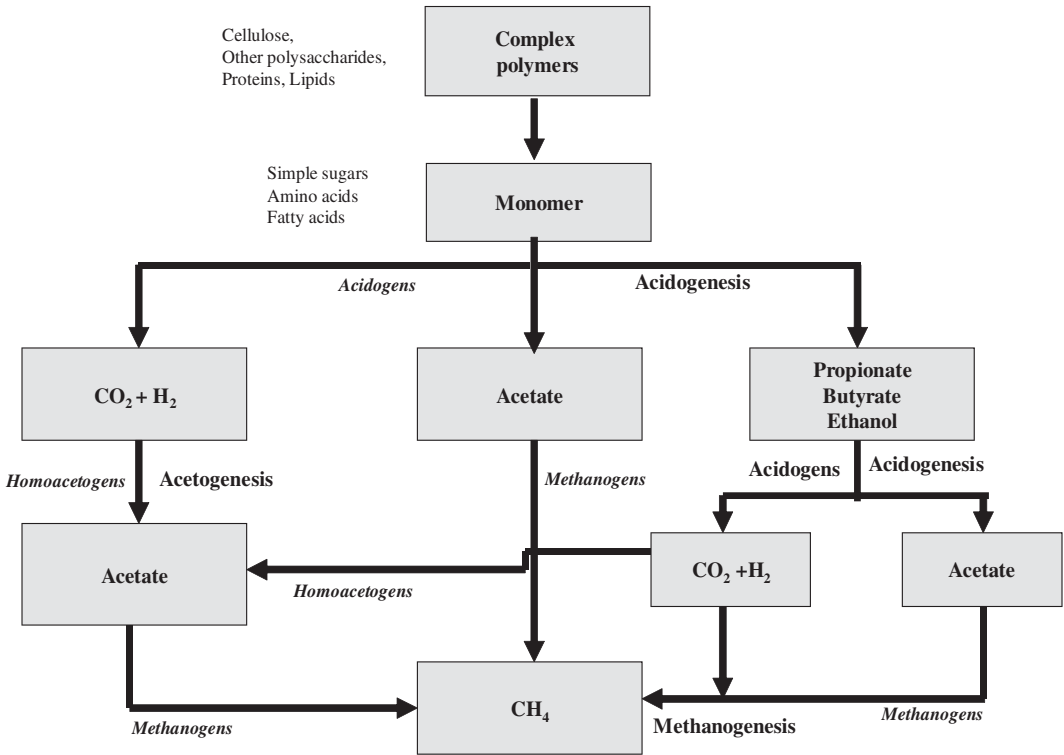 Cellulose,
Other polysaccharides,
Proteins, Lipids
Complex
polymers
Simple sugars
Amino acids
Fatty acids
Monomer
Acidogens
Acidogenesis
CO₂ + H₂
Acetate
Propionate
Butyrate
Ethanol
Homoacetogens
Acetogenesis
Methanogens
Acidogens
Acidogenesis
Acetate
Homoacetogens
CO₂ +H₂
Acetate
Methanogens
CH₄
Methanogenesis
Methanogens